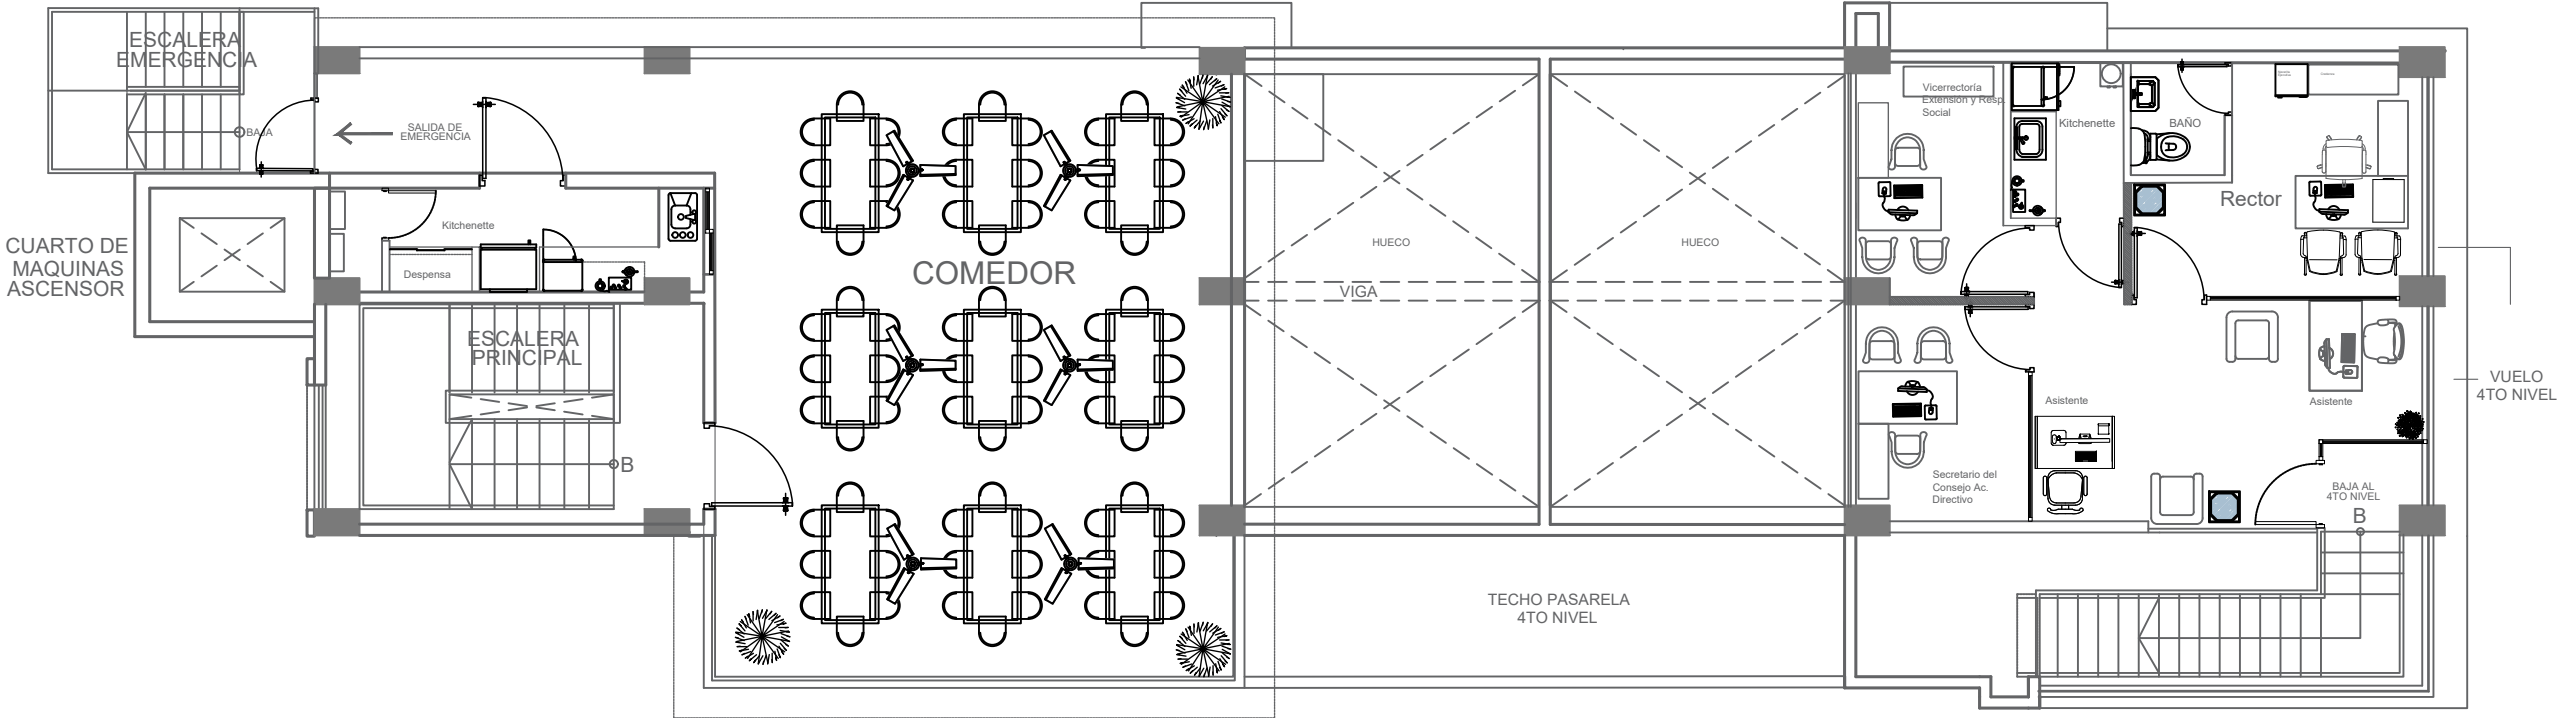 ESCALERA
EMERGENCIA
BAJA
SALIDA DE
EMERGENCIA
CUARTO DE
MAQUINAS
ASCENSOR
Kitchenette
Despensa
ESCALERA
PRINCIPAL
B
COMEDOR
HUECO
VIGA
HUECO
TECHO PASARELA
4TO NIVEL
Vicerrectoría
Extensión y Resp.
Social
Kitchenette
BAÑO
Rector
Asistente
Asistente
Secretario del
Consejo Ac.
Directivo
BAJA AL
4TO NIVEL
B
VUELO
4TO NIVEL